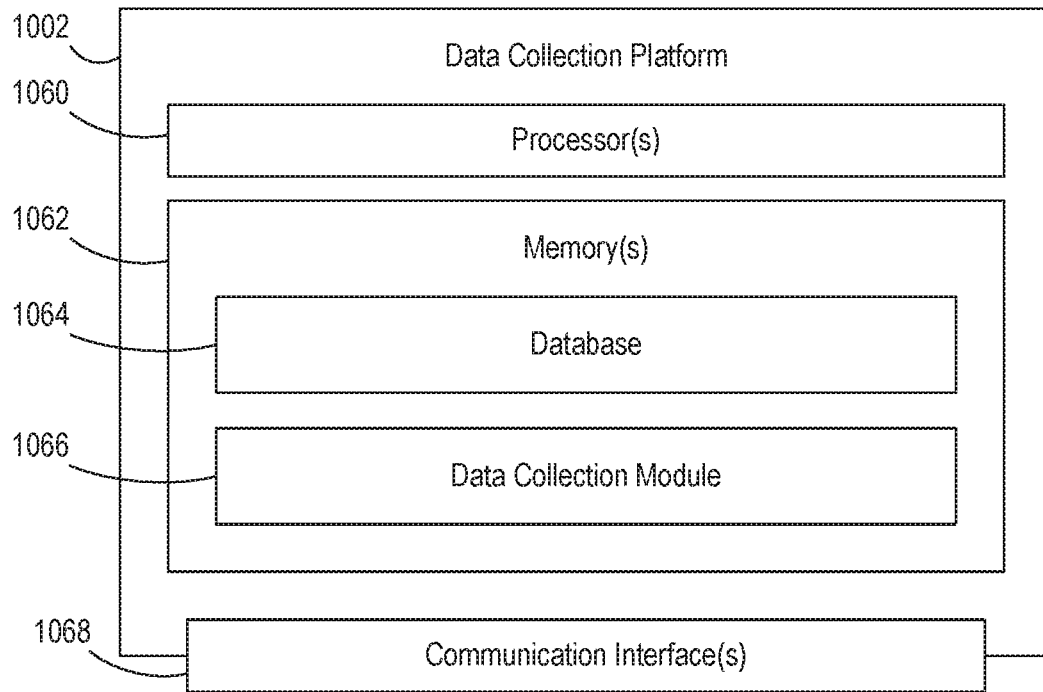 1002
Data Collection Platform
1060
Processor(s)
1062
Memory(s)
1064
Database
1066
Data Collection Module
1068
Communication Interface(s)